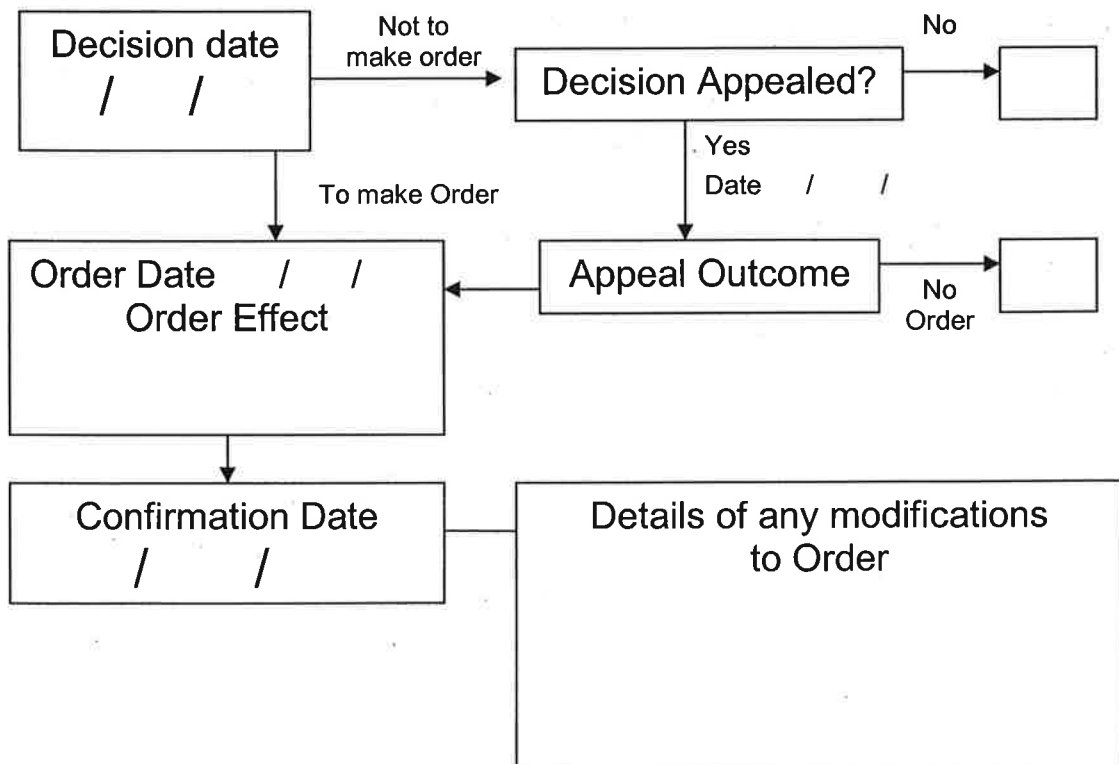 Decision date
/ /
Not to
make order
Decision Appealed?
No
Yes
Date / /
To make Order
Order Date / /
Order Effect
Appeal Outcome
No
Order
Confirmation Date
/ /
Details of any modifications
to Order